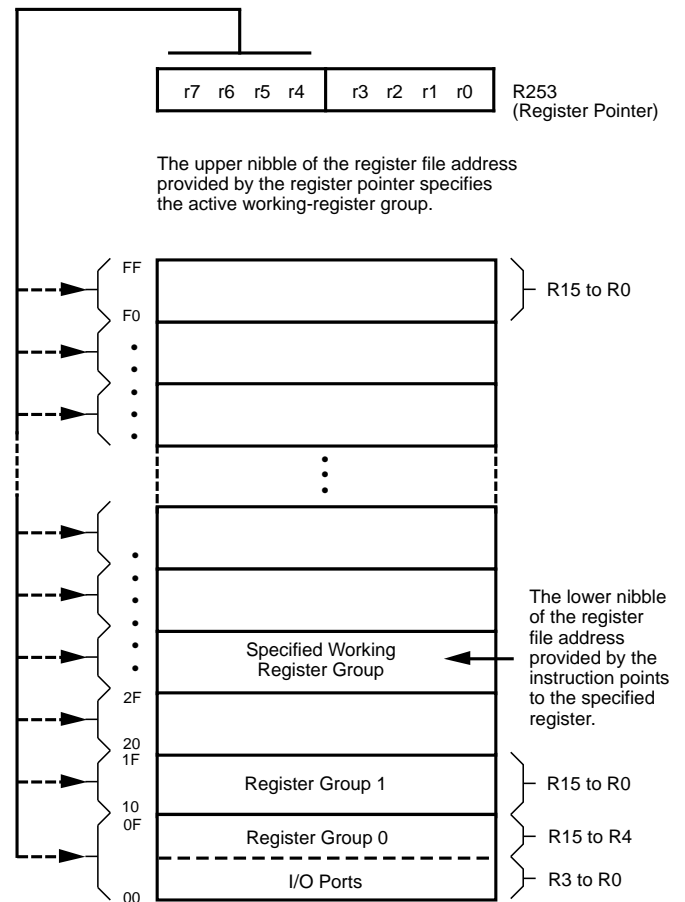 r7 r6 r5 r4 r3 r2 r1 r0
R253
(Register Pointer)
The upper nibble of the register file address
provided by the register pointer specifies
the active working-register group.
FF
R15 to R0
F0
Specified Working
Register Group
The lower nibble
of the register
file address
provided by the
instruction points
to the specified
register.
2F
20
1F
Register Group 1
R15 to R0
10
0F
Register Group 0
R15 to R4
I/O Ports
R3 to R0
00